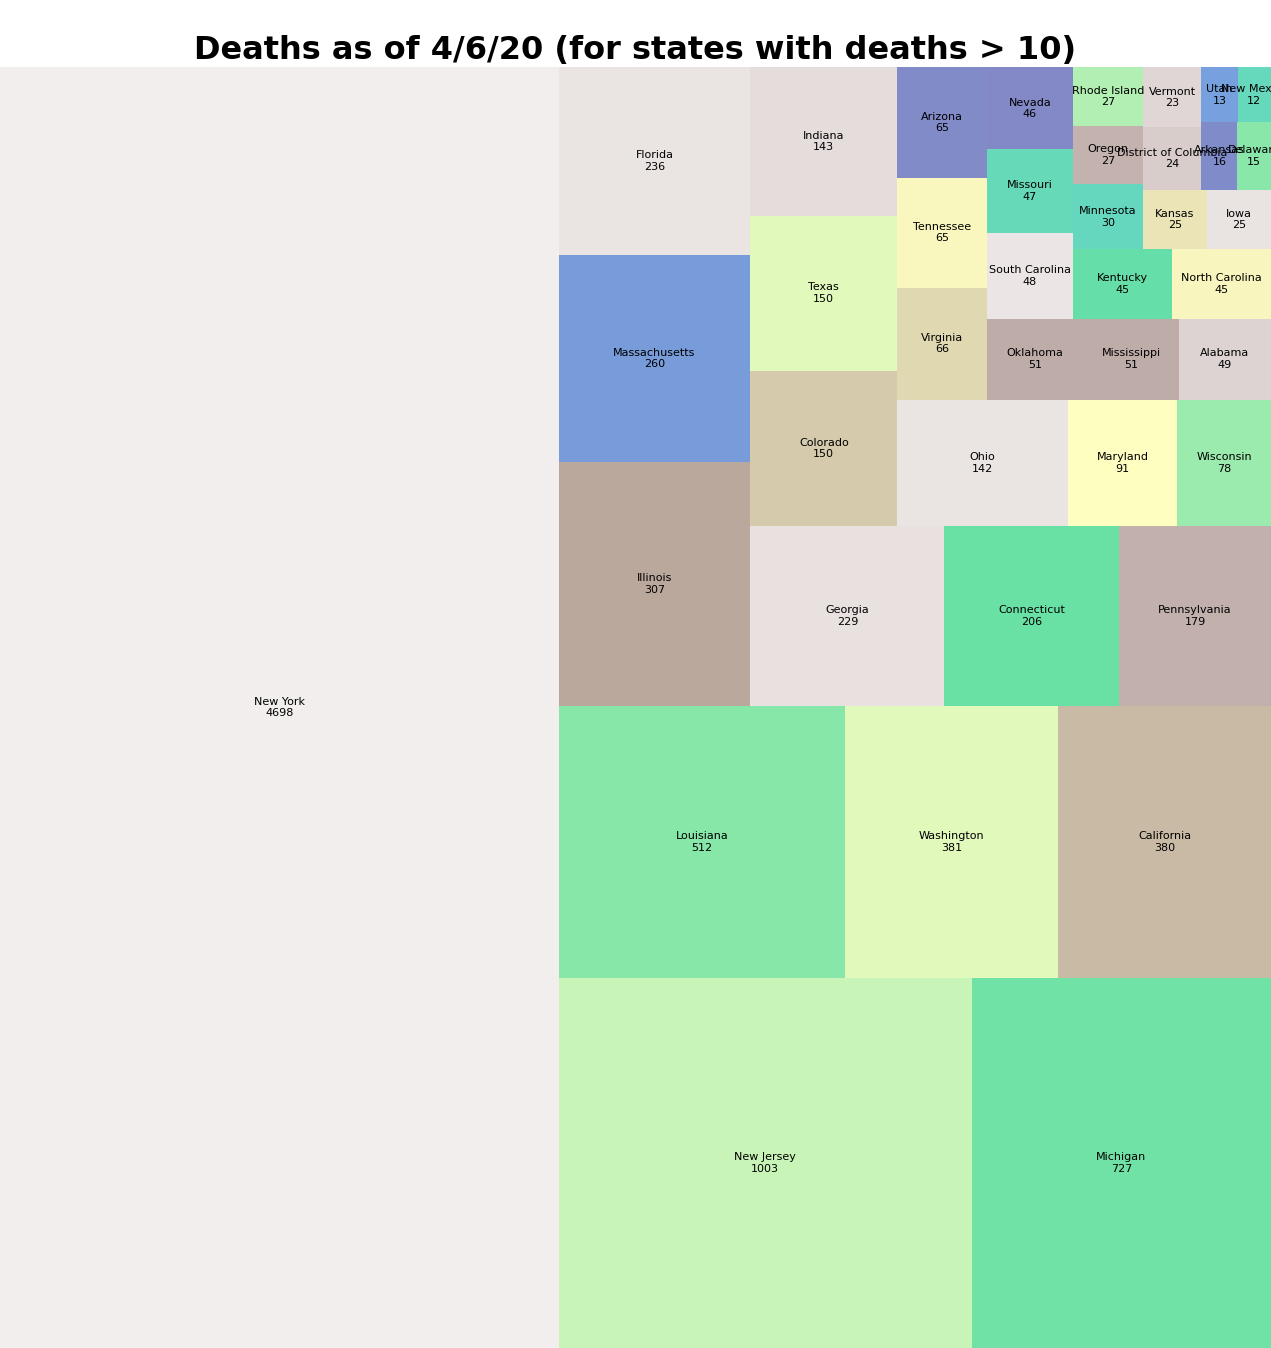 Deaths as of 4/6/20 (for states with deaths > 10)
Florida
236
Indiana
143
Arizona
65
Nevada
46
Rhode Island
27
Vermont
23
Utah
13
New Mex
12
Oregon
27
District of Columbia
24
Arkansas
16
Delawar
15
Missouri
47
Tennessee
65
Minnesota
30
Kansas
25
Iowa
25
South Carolina
48
Kentucky
45
North Carolina
45
Texas
150
Virginia
66
Oklahoma
51
Mississippi
51
Alabama
49
Massachusetts
260
Colorado
150
Ohio
142
Maryland
91
Wisconsin
78
Illinois
307
Georgia
229
Connecticut
206
Pennsylvania
179
New York
4698
Louisiana
512
Washington
381
California
380
New Jersey
1003
Michigan
727